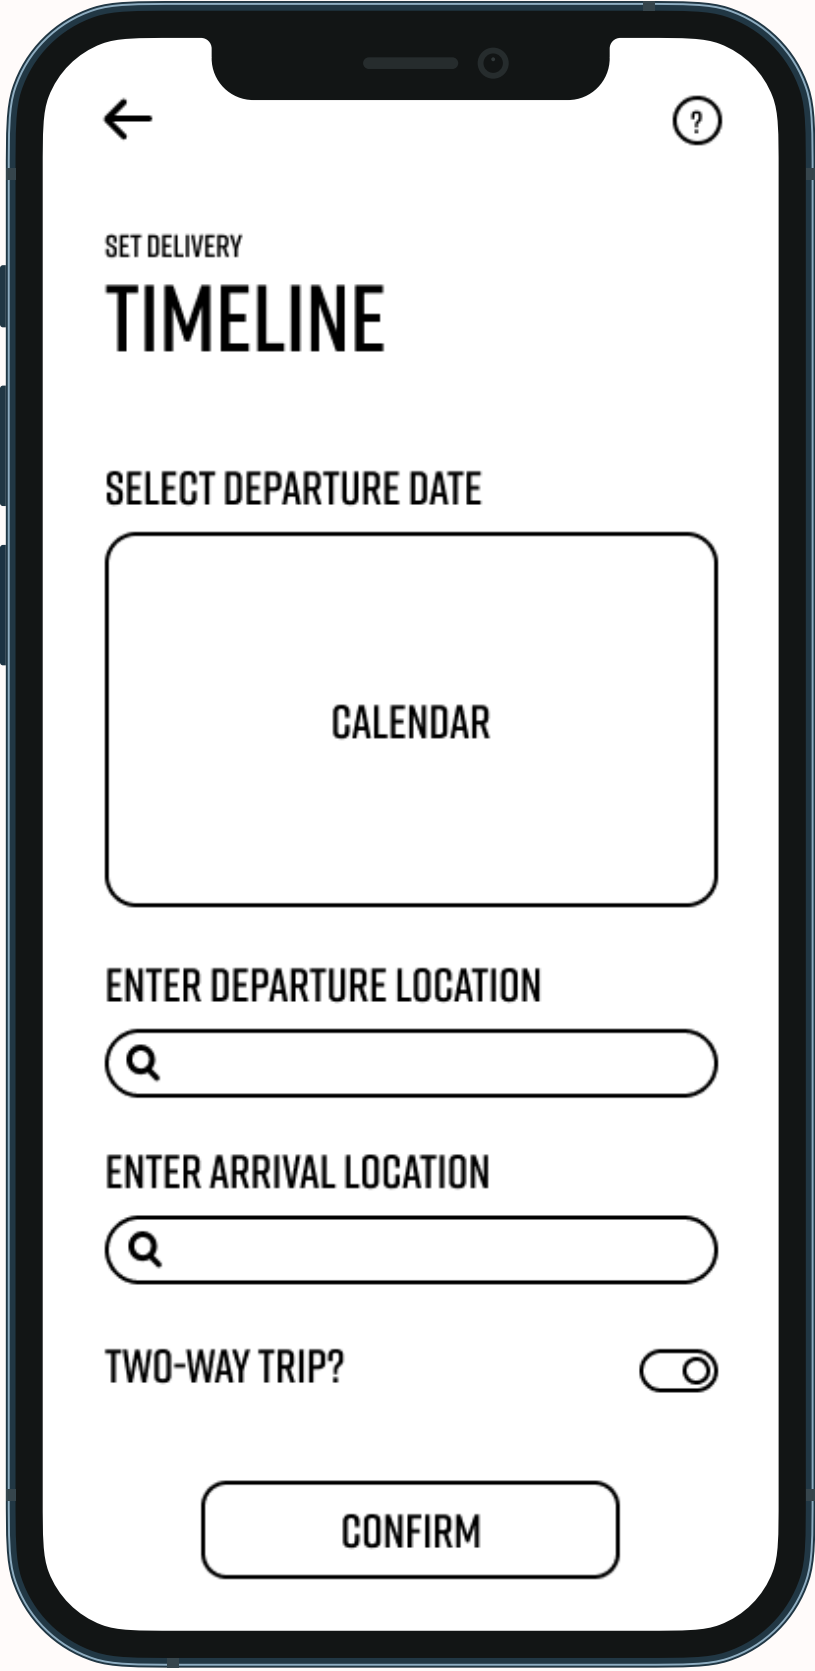 ?
SET DELIVERY
TIMELINE
SELECT DEPARTURE DATE
CALENDAR
ENTER DEPARTURE LOCATION
ENTER ARRIVAL LOCATION
TWO-WAY TRIP?
CONFIRM